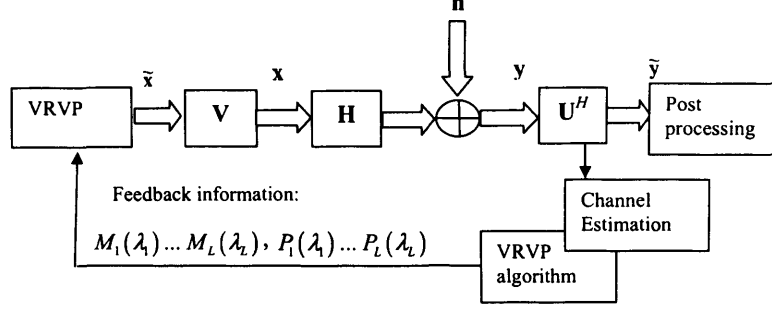 n
x̃
x
y
ỹ
VRVP
V
H
U^H
Post
processing
Feedback information:
M₁(λ₁)... M_L(λ_L), P₁(λ₁)... P_L(λ_L)
Channel
Estimation
VRVP
algorithm